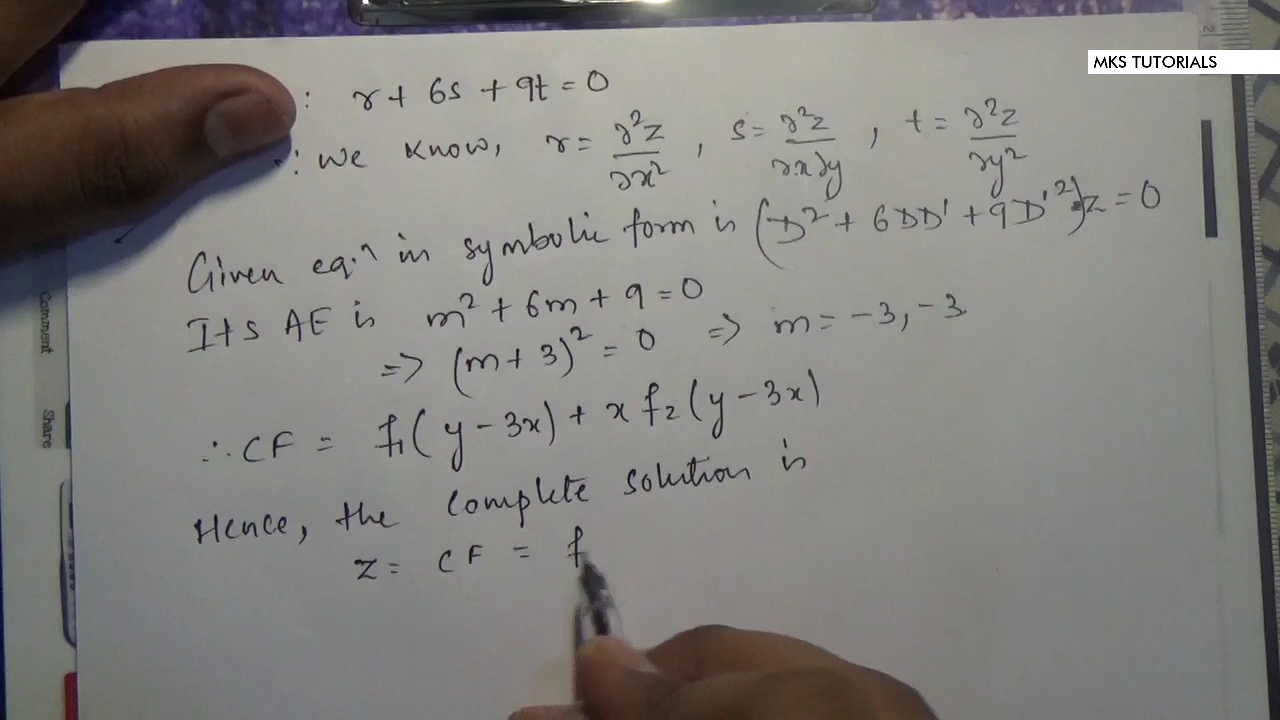 MKS TUTORIALS
: r + 6s + 9t = 0
: we know, r = ∂²z/∂x² , s = ∂²z/∂x∂y , t = ∂²z/∂y²
Given eqⁿ in symbolic form is (D² + 6DD' + 9D'²)z = 0
Its AE is m² + 6m + 9 = 0
=> (m + 3)² = 0 => m = -3, -3
∴ CF = f₁(y - 3x) + x f₂(y - 3x)
Hence, the complete solution is
z = CF = f
Comment
Share
2